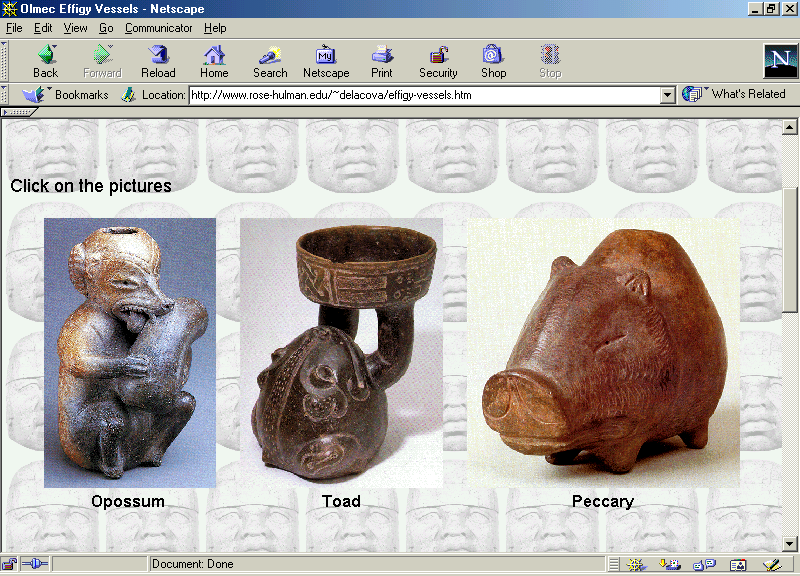 Olmec Effigy Vessels - Netscape
File Edit View Go Communicator Help
Back Forward Reload Home Search My Netscape Print Security Shop Stop N
Bookmarks Location: http://www.rose-hulman.edu/~delacova/effigy-vessels.htm What's Related
Click on the pictures
Opossum Toad Peccary
Document: Done